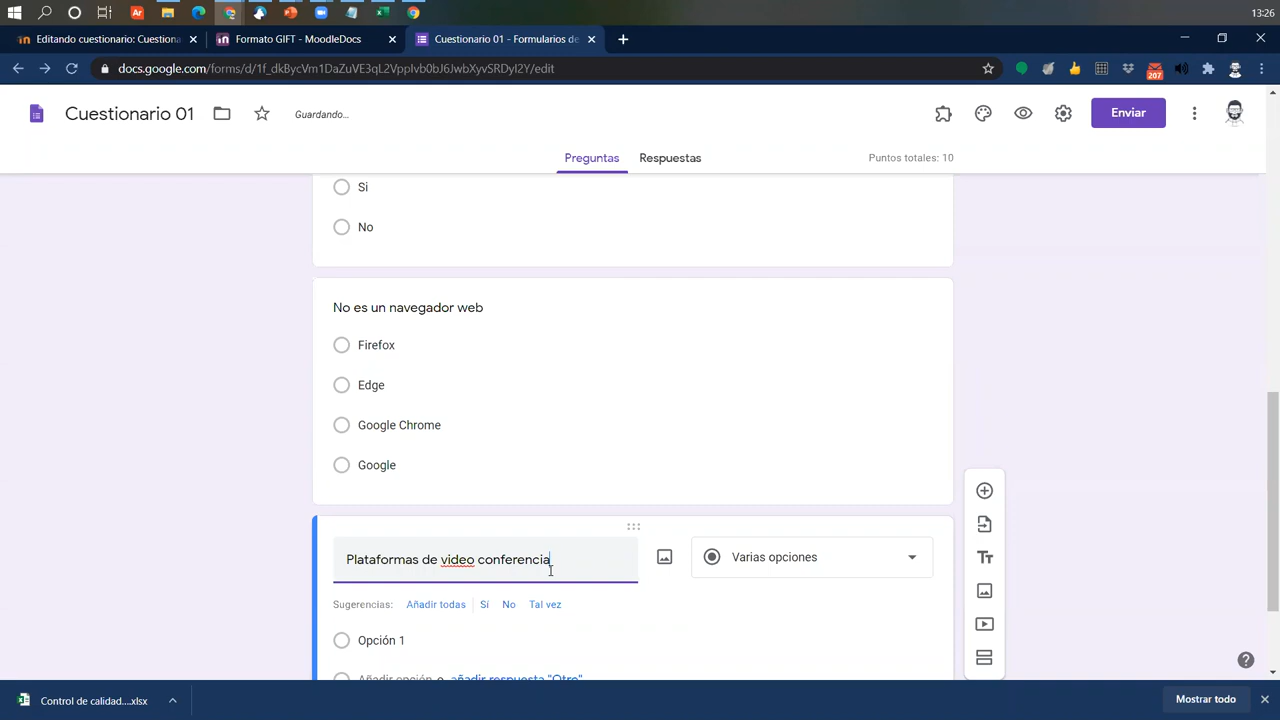 13:26
Editando cuestionario: Cuestiona
Formato GIFT - MoodleDocs
Cuestionario 01 - Formularios de
docs.google.com/forms/d/1f_dkBycVm1DaZuVE3qL2VppIvb0bJ6JwbXyvSRDyI2Y/edit
207
Cuestionario 01
Guardando...
Enviar
Preguntas
Respuestas
Puntos totales: 10
Si
No
No es un navegador web
Firefox
Edge
Google Chrome
Google
Plataformas de video conferencia
Varias opciones
Sugerencias: Añadir todas Sí No Tal vez
Opción 1
Añadir opción o añadir respuesta "Otro"
Control de calidad....xlsx
Mostrar todo